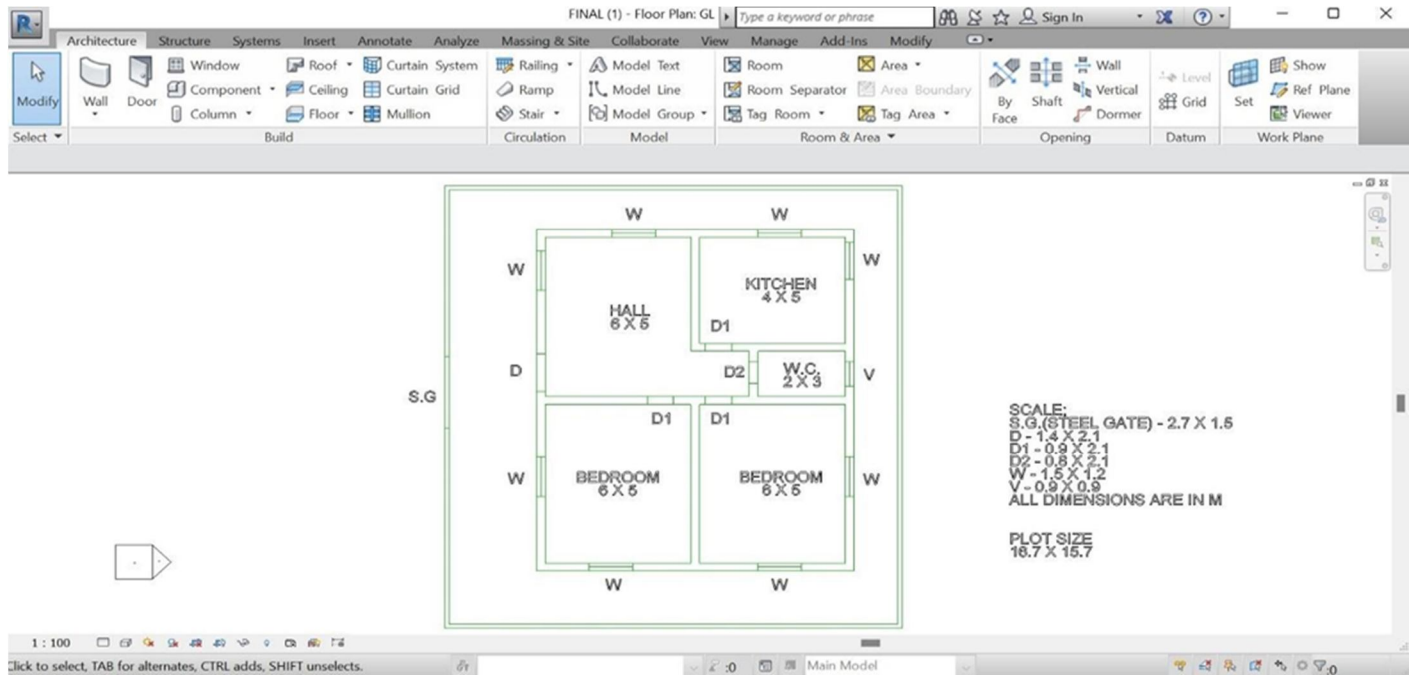 FINAL (1) - Floor Plan: GL
Type a keyword or phrase
Sign In
Architecture Structure Systems Insert Annotate Analyze Massing & Site Collaborate View Manage Add-Ins Modify
Modify
Wall
Door
Window
Component
Column
Roof
Ceiling
Floor
Curtain System
Curtain Grid
Mullion
Railing
Ramp
Stair
Model Text
Model Line
Model Group
Room
Room Separator
Tag Room
Area
Area Boundary
Tag Area
By Face
Shaft
Wall
Vertical
Dormer
Level
Grid
Set
Show
Ref Plane
Viewer
Select Build Circulation Model Room & Area Opening Datum Work Plane
W W
W W
KITCHEN
4 X 5
HALL
6 X 5
D1
D D2 W.C. V
2 X 3
S.G
D1 D1
W BEDROOM BEDROOM W
6 X 5 6 X 5
W W
SCALE;
S.G.(STEEL GATE) - 2.7 X 1.5
D - 1.4 X 2.1
D1 - 0.9 X 2.1
D2 - 0.8 X 2.1
W - 1.5 X 1.2
V - 0.9 X 0.9
ALL DIMENSIONS ARE IN M
PLOT SIZE
16.7 X 15.7
1 : 100
Click to select, TAB for alternates, CTRL adds, SHIFT unselects.
:0
Main Model
:0